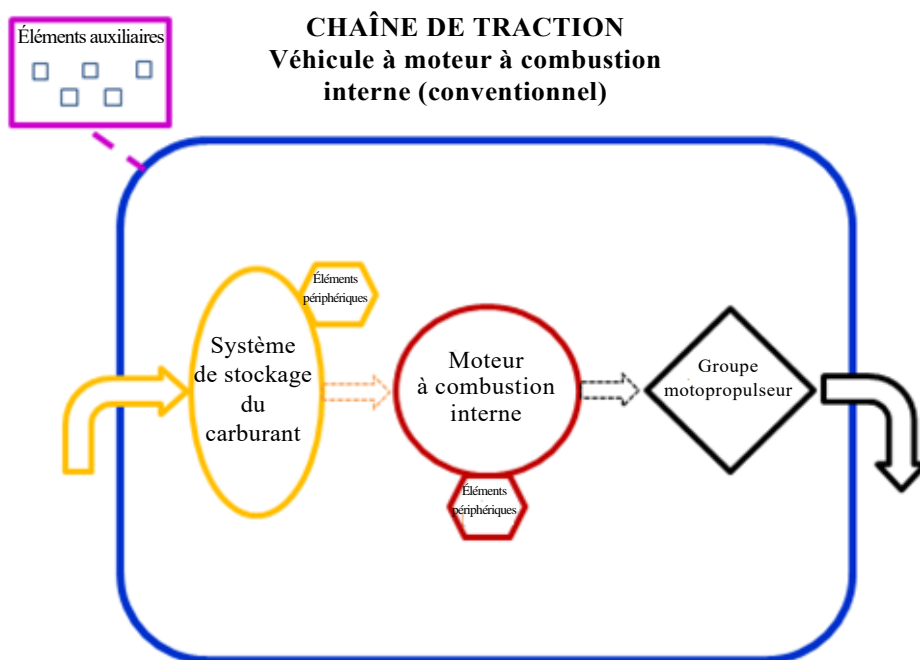 CHAÎNE DE TRACTION
Véhicule à moteur à combustion
interne (conventionnel)
Éléments auxiliaires
Éléments
périphériques
Système
de stockage
du
carburant
Moteur
à combustion
interne
Groupe
motopropulseur
Éléments
périphériques